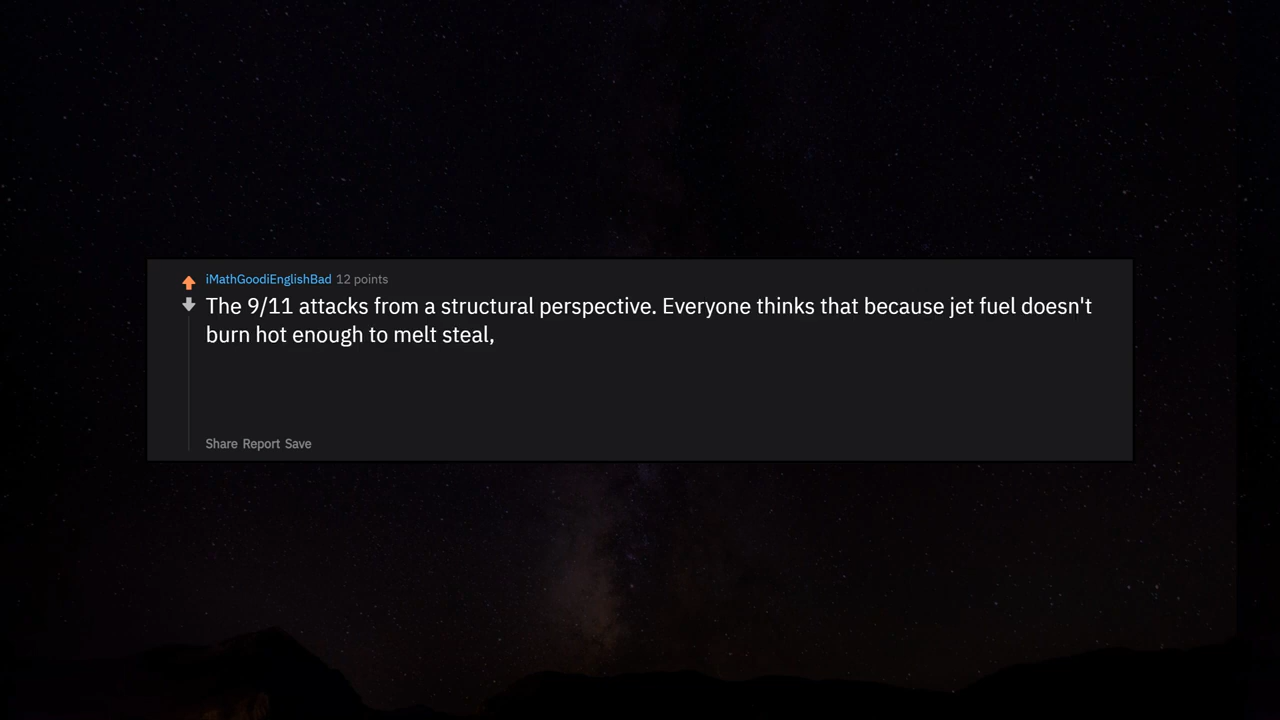 iMathGoodiEnglishBad 12 points
The 9/11 attacks from a structural perspective. Everyone thinks that because jet fuel doesn't
burn hot enough to melt steal,
Share Report Save